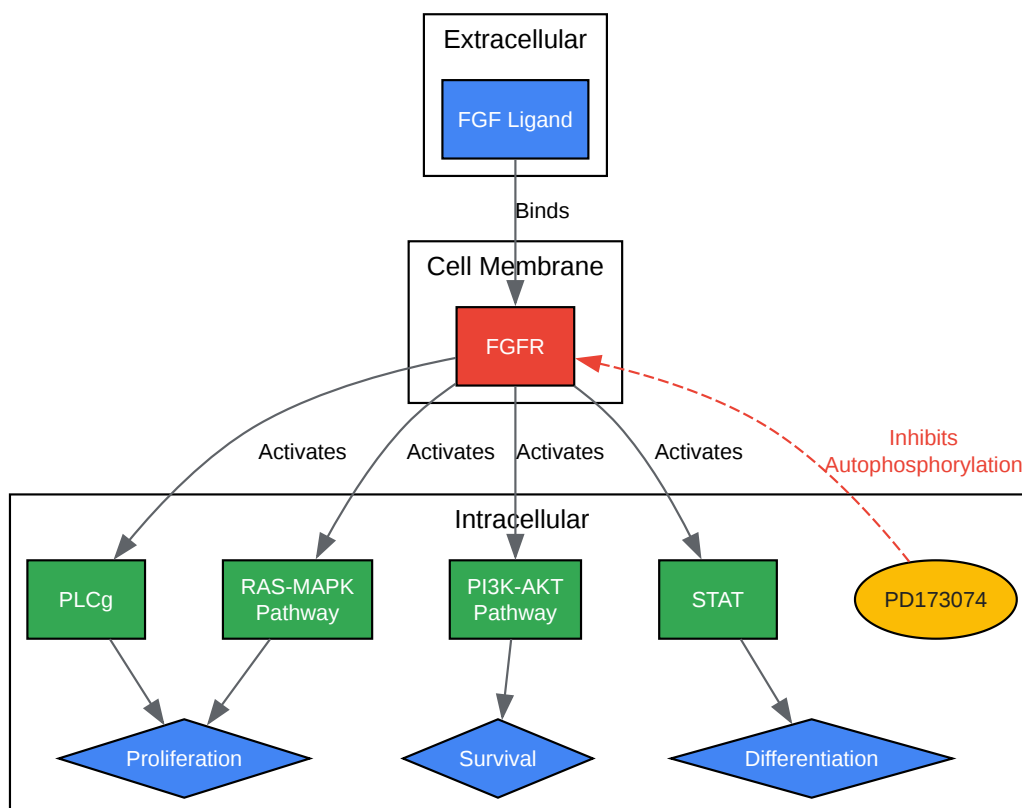 Extracellular
FGF Ligand
Binds
Cell Membrane
FGFR
Activates
Activates
Activates
Activates
Inhibits
Autophosphorylation
Intracellular
PLCg
RAS-MAPK
Pathway
PI3K-AKT
Pathway
STAT
PD173074
Proliferation
Survival
Differentiation